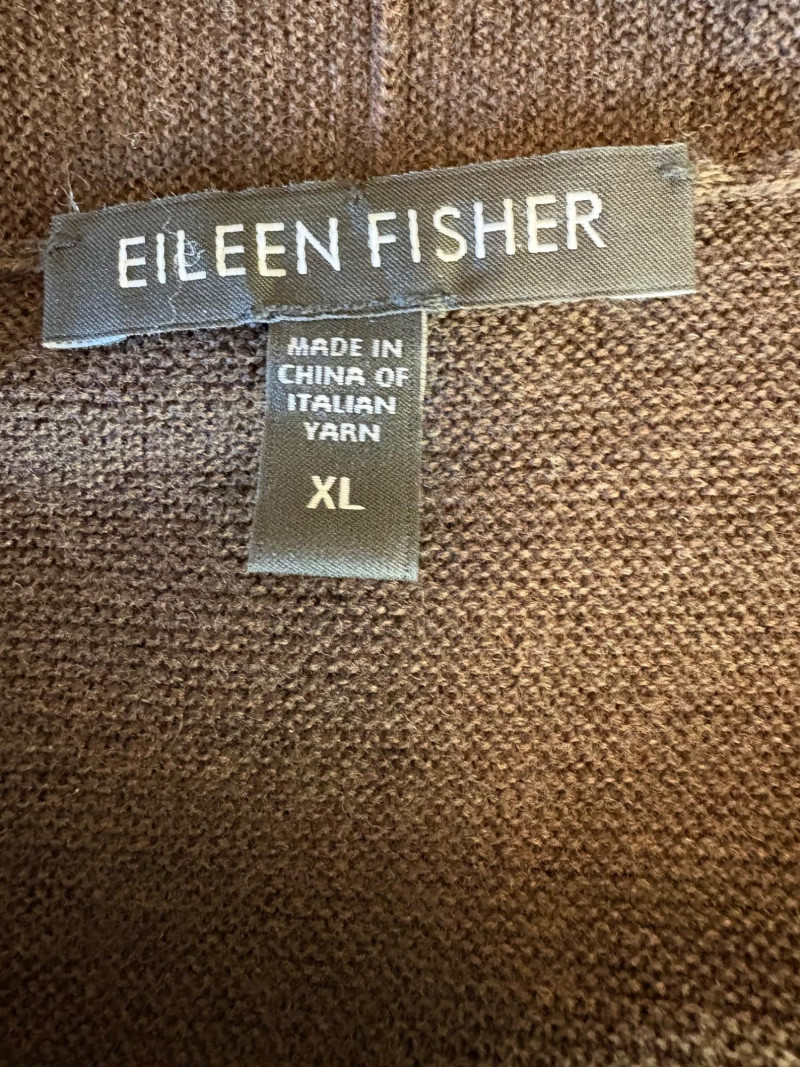 EILEEN FISHER
MADE IN
CHINA OF
ITALIAN
YARN
XL